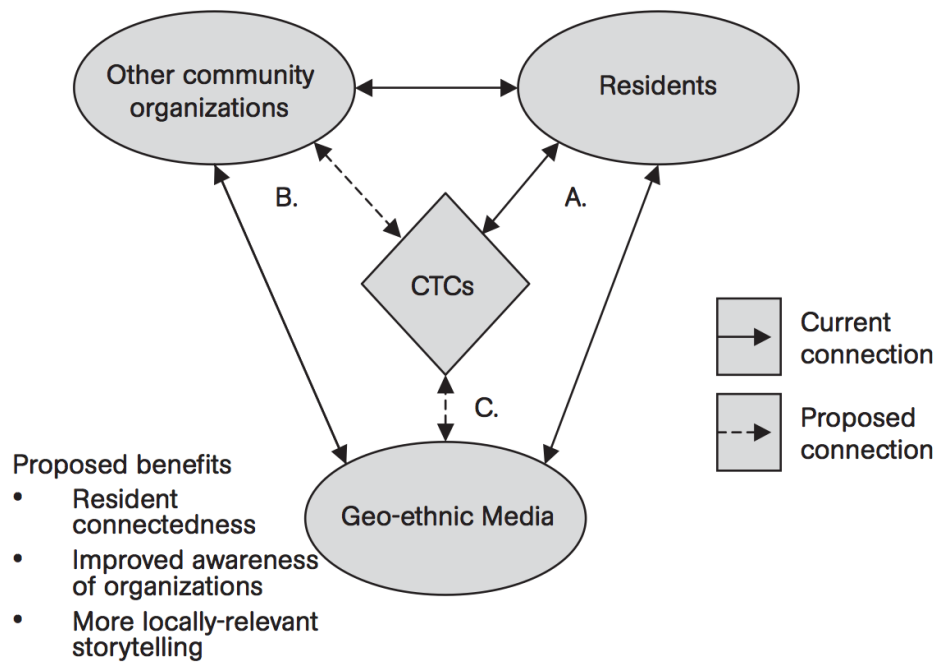 Other community
organizations
Residents
B.
A.
CTCs
Current
connection
C.
Proposed
connection
Proposed benefits
• Resident
connectedness
• Improved awareness
of organizations
• More locally-relevant
storytelling
Geo-ethnic Media